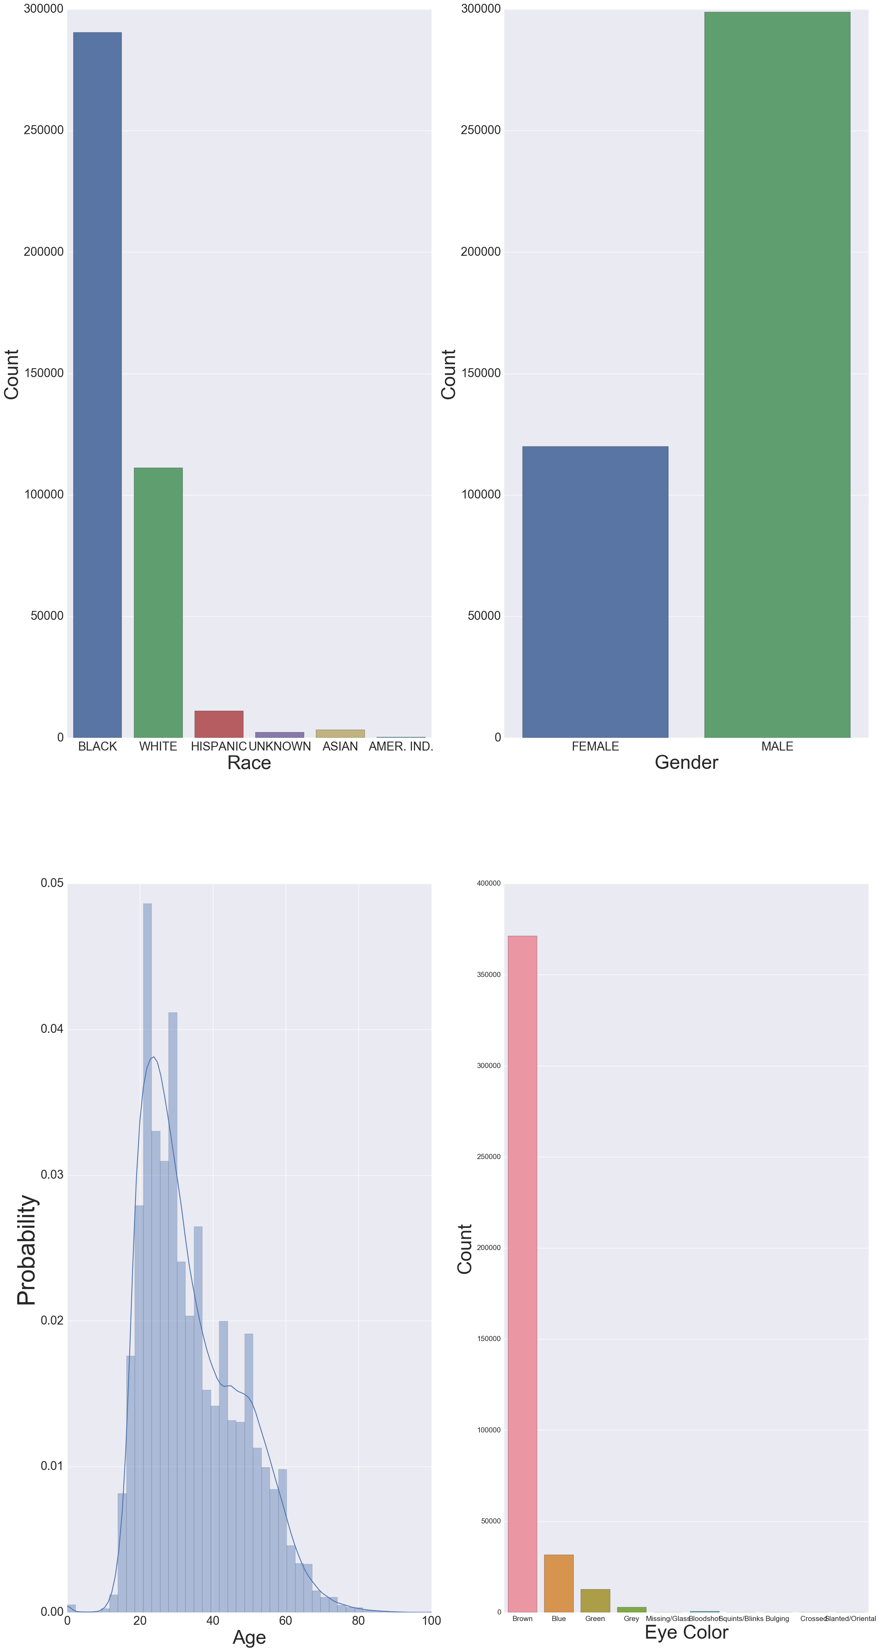 300000
250000
200000
150000
100000
50000
0
Count
BLACK WHITE HISPANIC UNKNOWN ASIAN AMER. IND.
Race
300000
250000
200000
150000
100000
50000
0
Count
FEMALE MALE
Gender
0.05
0.04
0.03
0.02
0.01
0.00
Probability
0 20 40 60 80 100
Age
400000
350000
300000
250000
200000
150000
100000
50000
0
Count
Brown Blue Green Grey Missing/Glass Bloodshot Squints/Blinks Bulging Crossed Slanted/Oriental
Eye Color